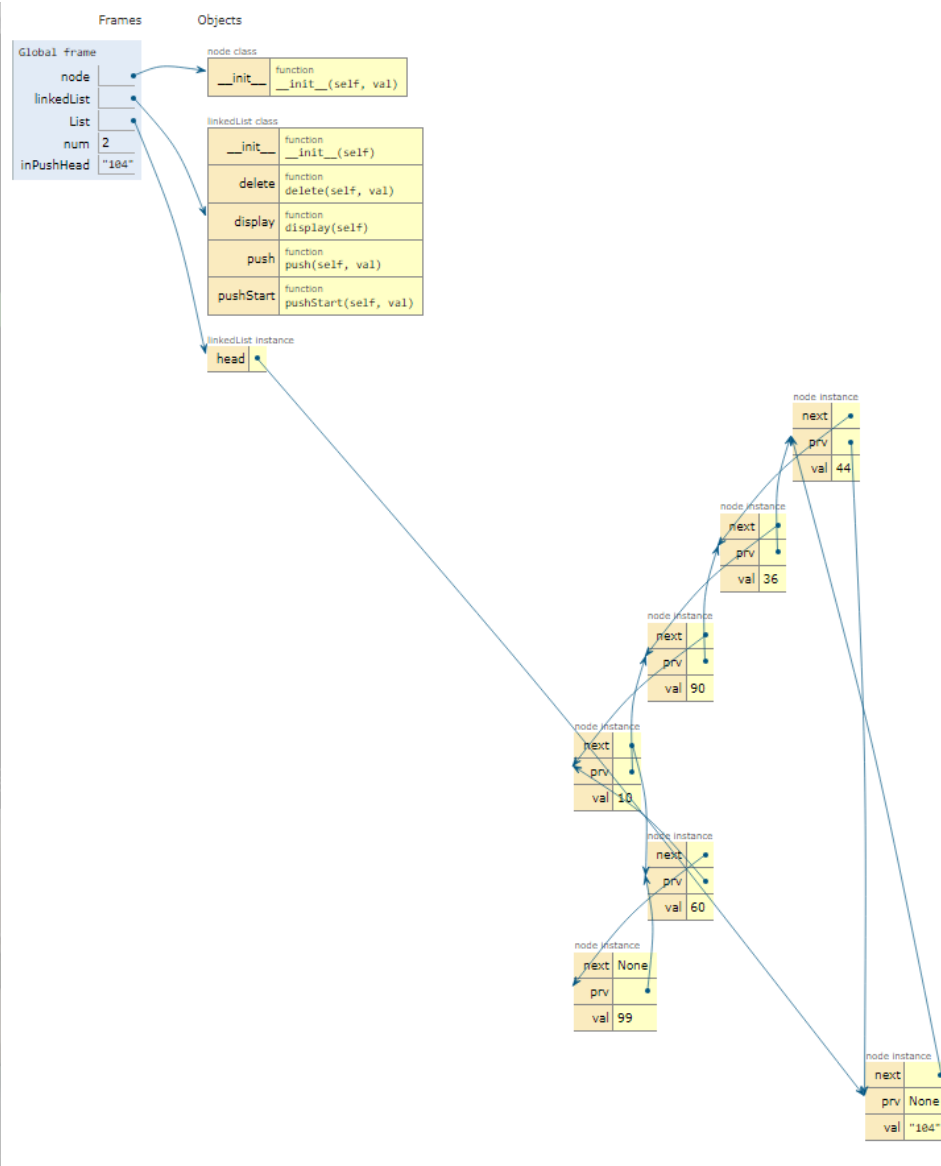 Frames Objects
Global frame
node
linkedList
List
num 2
inPushHead "104"
node class
__init__ function
__init__(self, val)
linkedList class
__init__ function
__init__(self)
delete function
delete(self, val)
display function
display(self)
push function
push(self, val)
pushStart function
pushStart(self, val)
linkedList instance
head
node instance
next
prv
val 44
node instance
next
prv
val 36
node instance
next
prv
val 90
node instance
next
prv
val 10
node instance
next
prv
val 60
node instance
next None
prv
val 99
node instance
next
prv None
val "104"